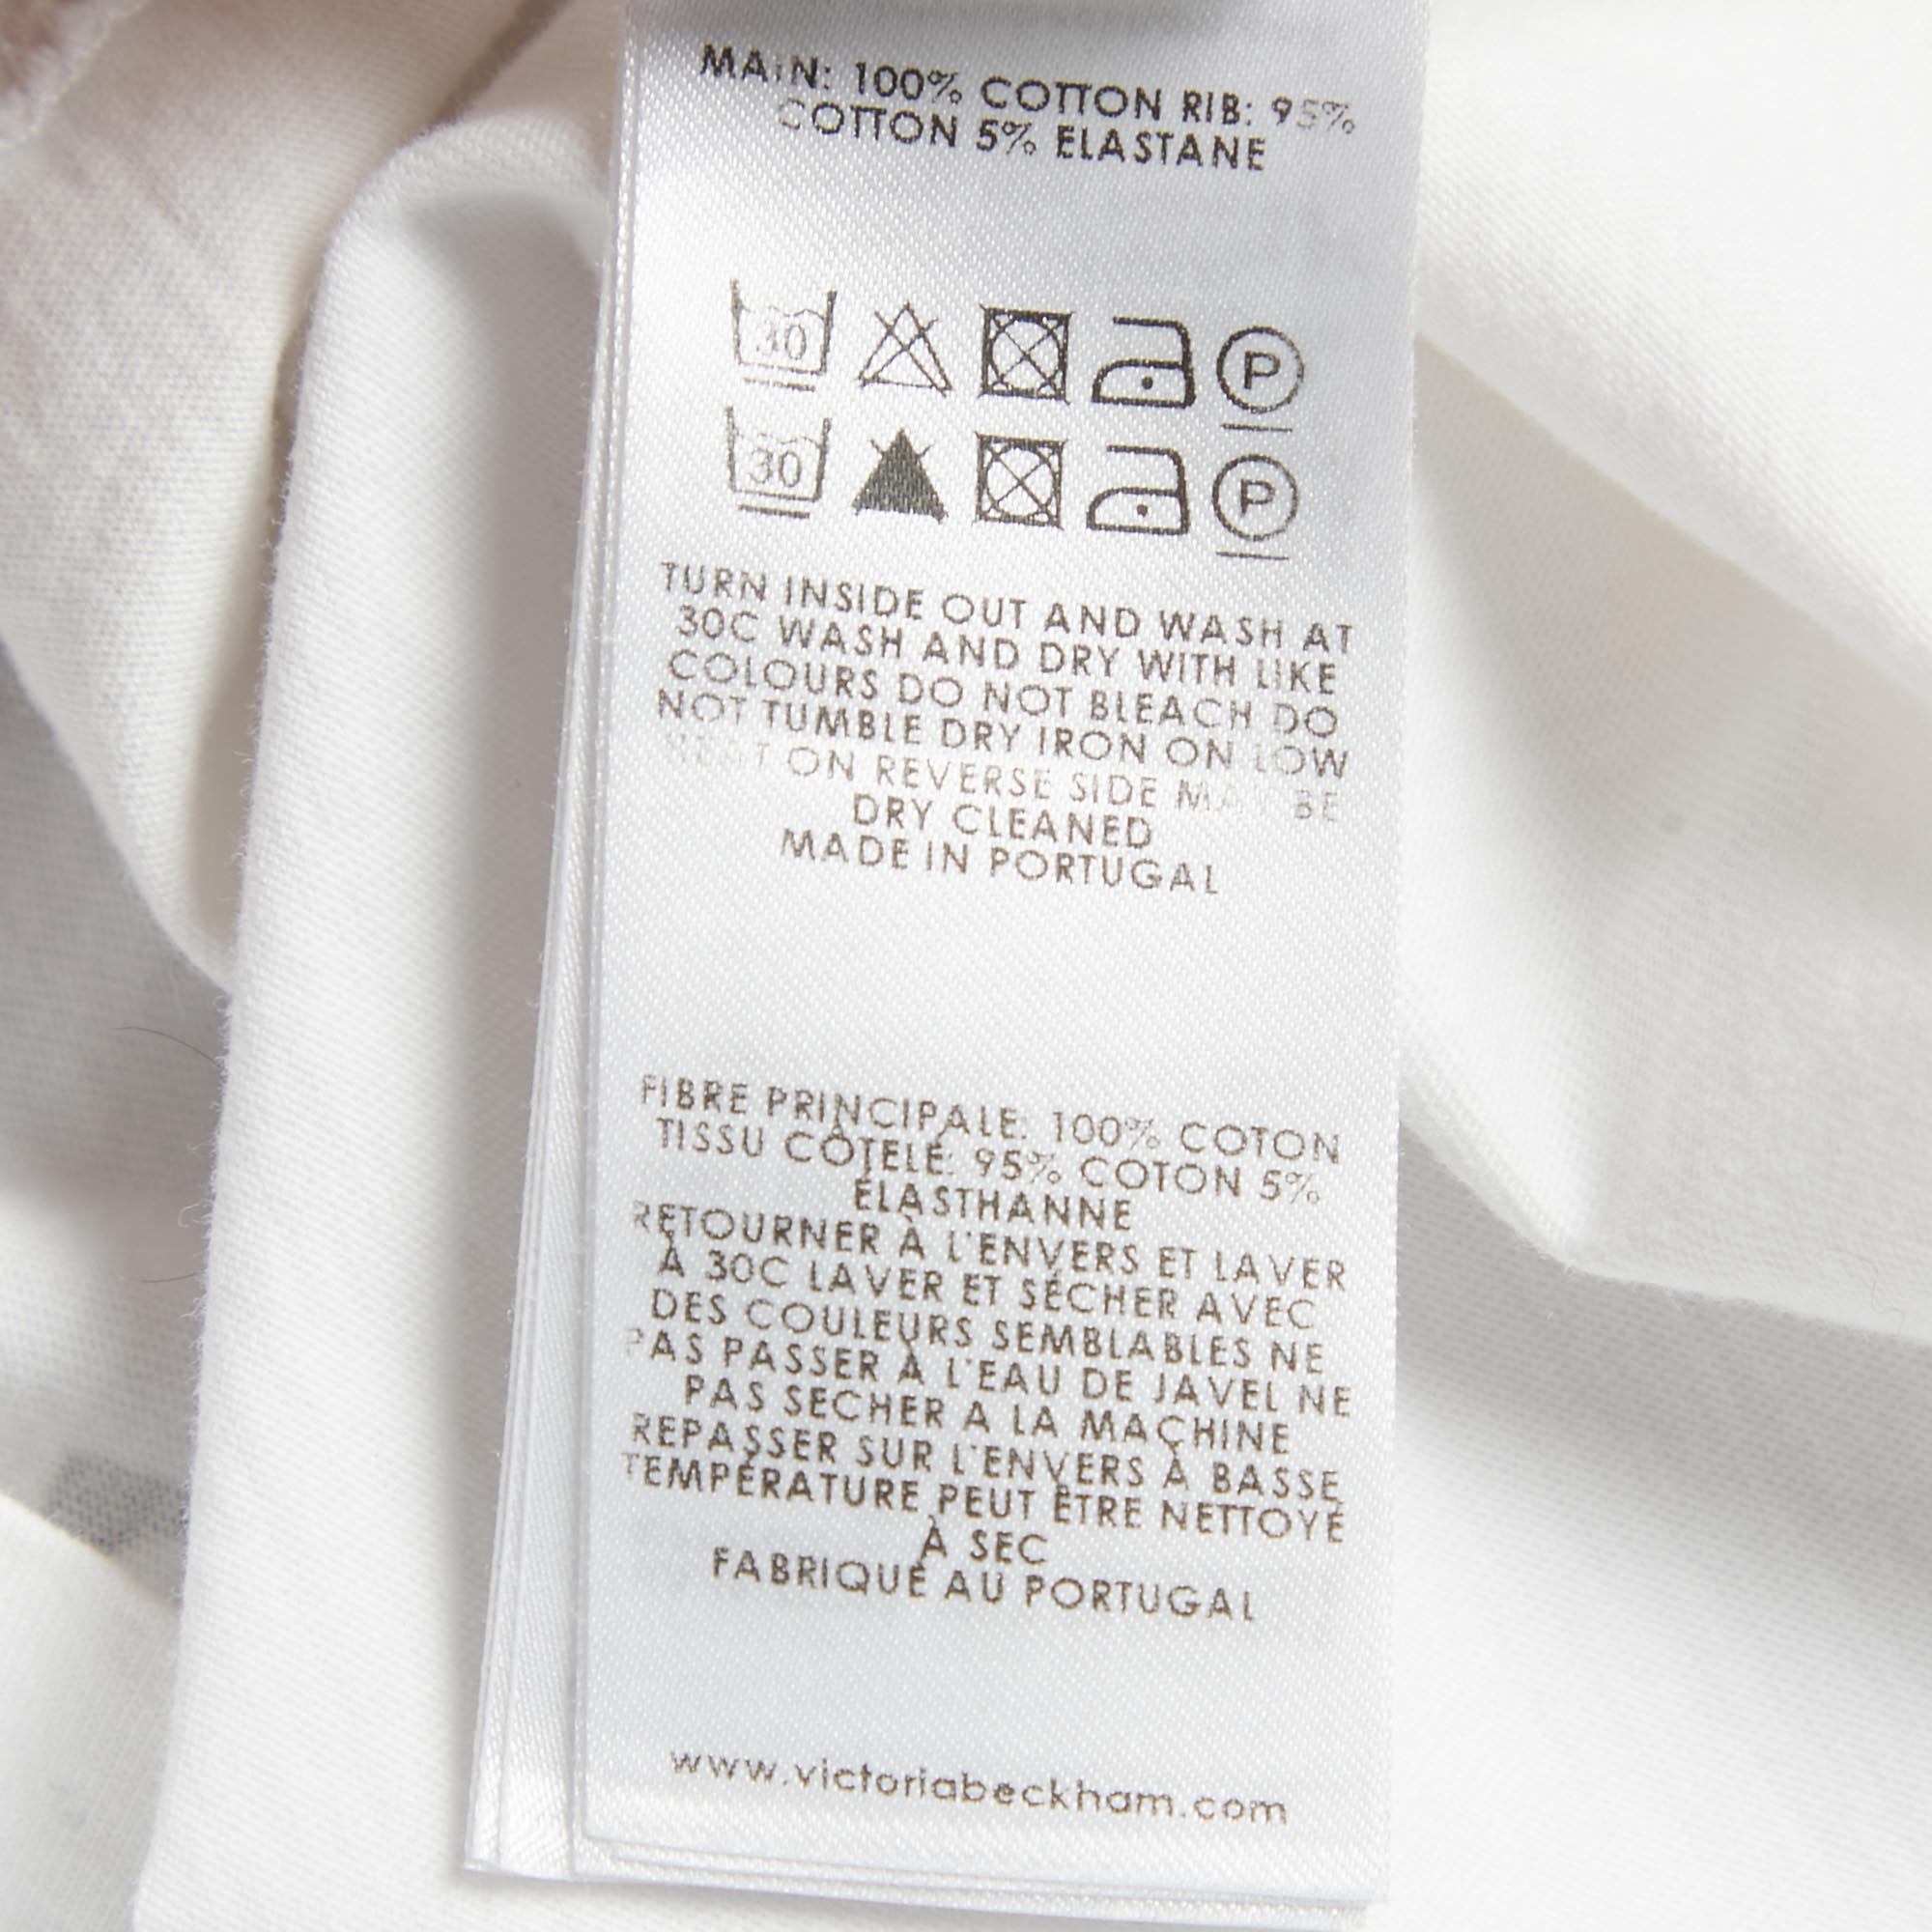 MAIN: 100% COTTON RIB: 95%
COTTON 5% ELASTANE
30
P
30
P
TURN INSIDE OUT AND WASH AT
30C WASH AND DRY WITH LIKE
COLOURS DO NOT BLEACH DO
NOT TUMBLE DRY IRON ON LOW
HEAT ON REVERSE SIDE MAY BE
DRY CLEANED
MADE IN PORTUGAL
FIBRE PRINCIPALE: 100% COTON
TISSU CÔTELÉ: 95% COTON 5%
ÉLASTHANNE
RETOURNER À L'ENVERS ET LAVER
À 30C LAVER ET SÉCHER AVEC
DES COULEURS SEMBLABLES NE
PAS PASSER À L'EAU DE JAVEL NE
PAS SECHER A LA MACHINE
REPASSER SUR L'ENVERS À BASSE
TEMPÉRATURE PEUT ÊTRE NETTOYÉ
À SEC
FABRIQUÉ AU PORTUGAL
www.victoriabeckham.com